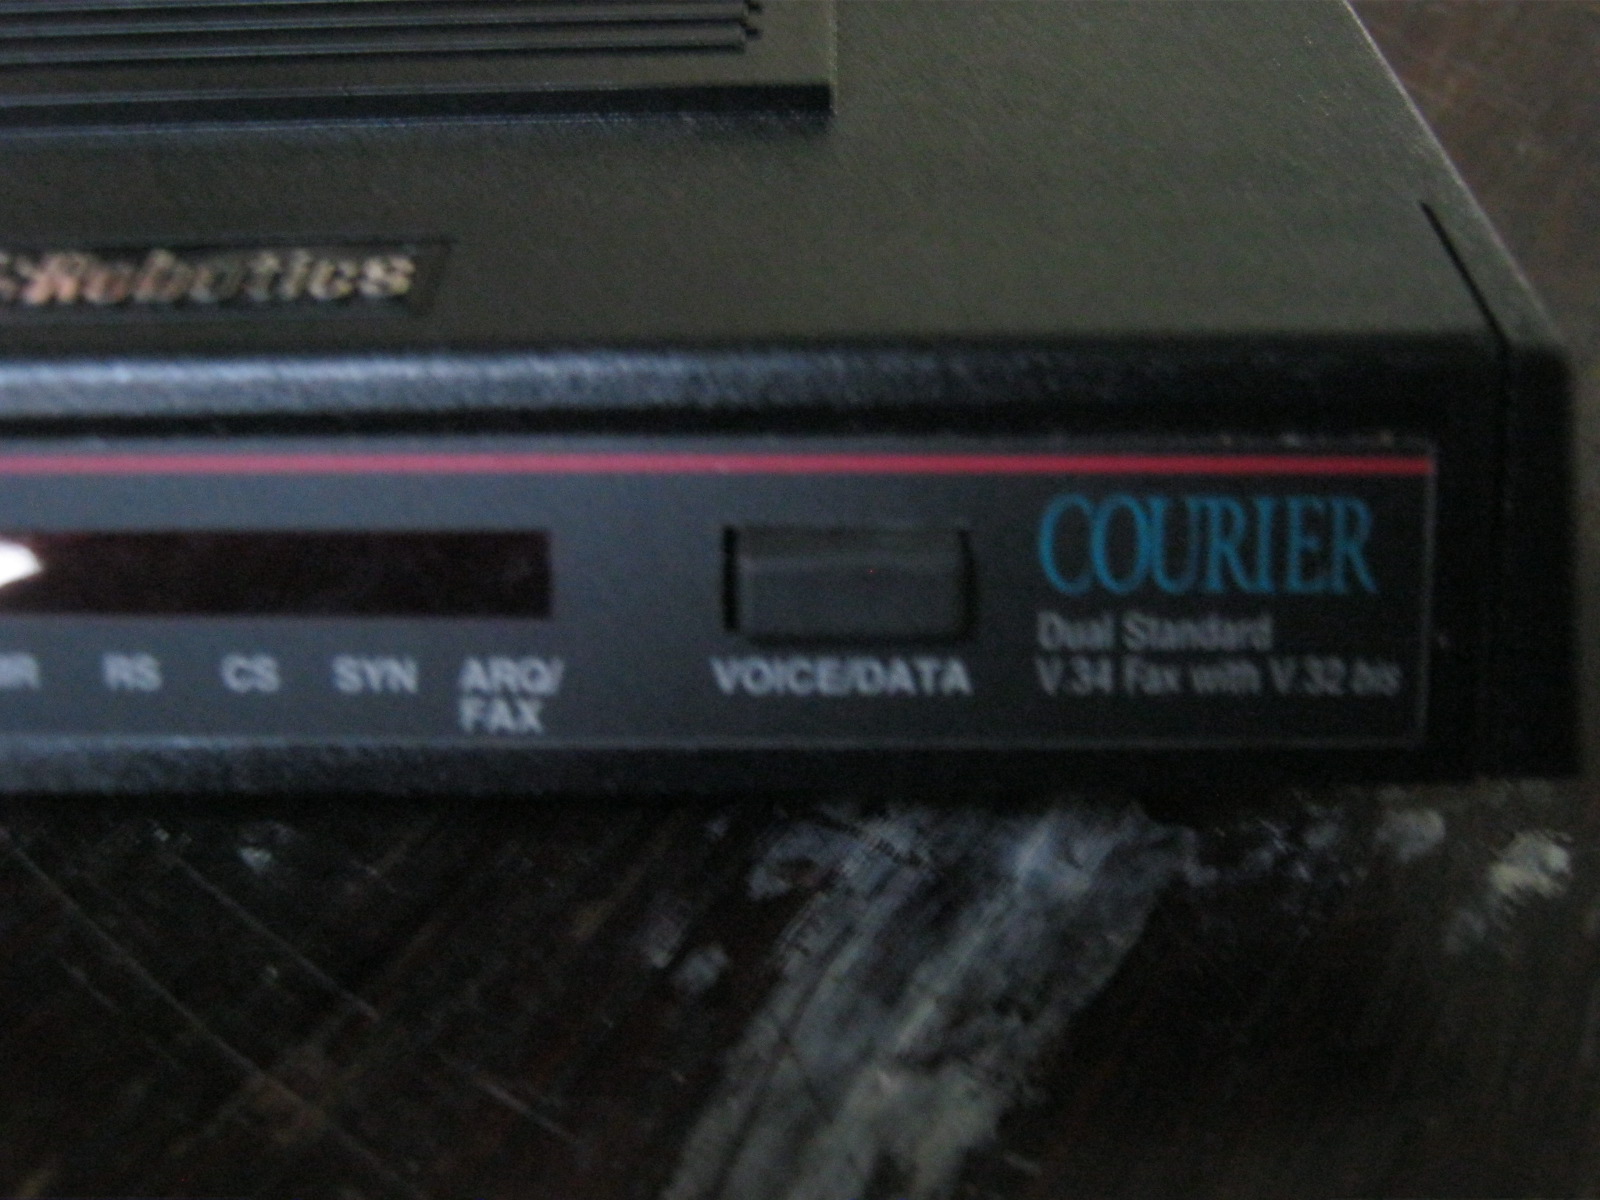 Robotics
COURIER
Dual Standard
V.34 Fax with V.32 bis
RS CS SYN ARQ/
FAX
VOICE/DATA